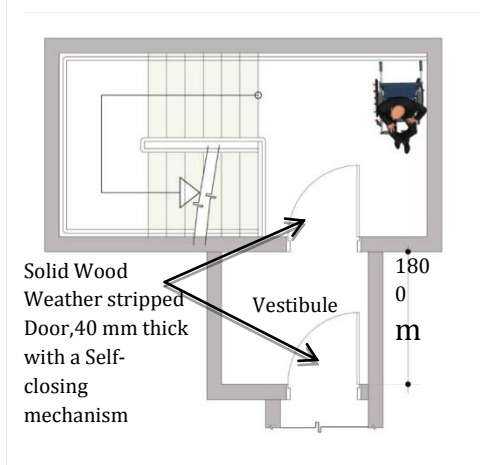 Solid Wood
Weather stripped
Door,40 mm thick
with a Self-
closing
mechanism
Vestibule
180
0
m